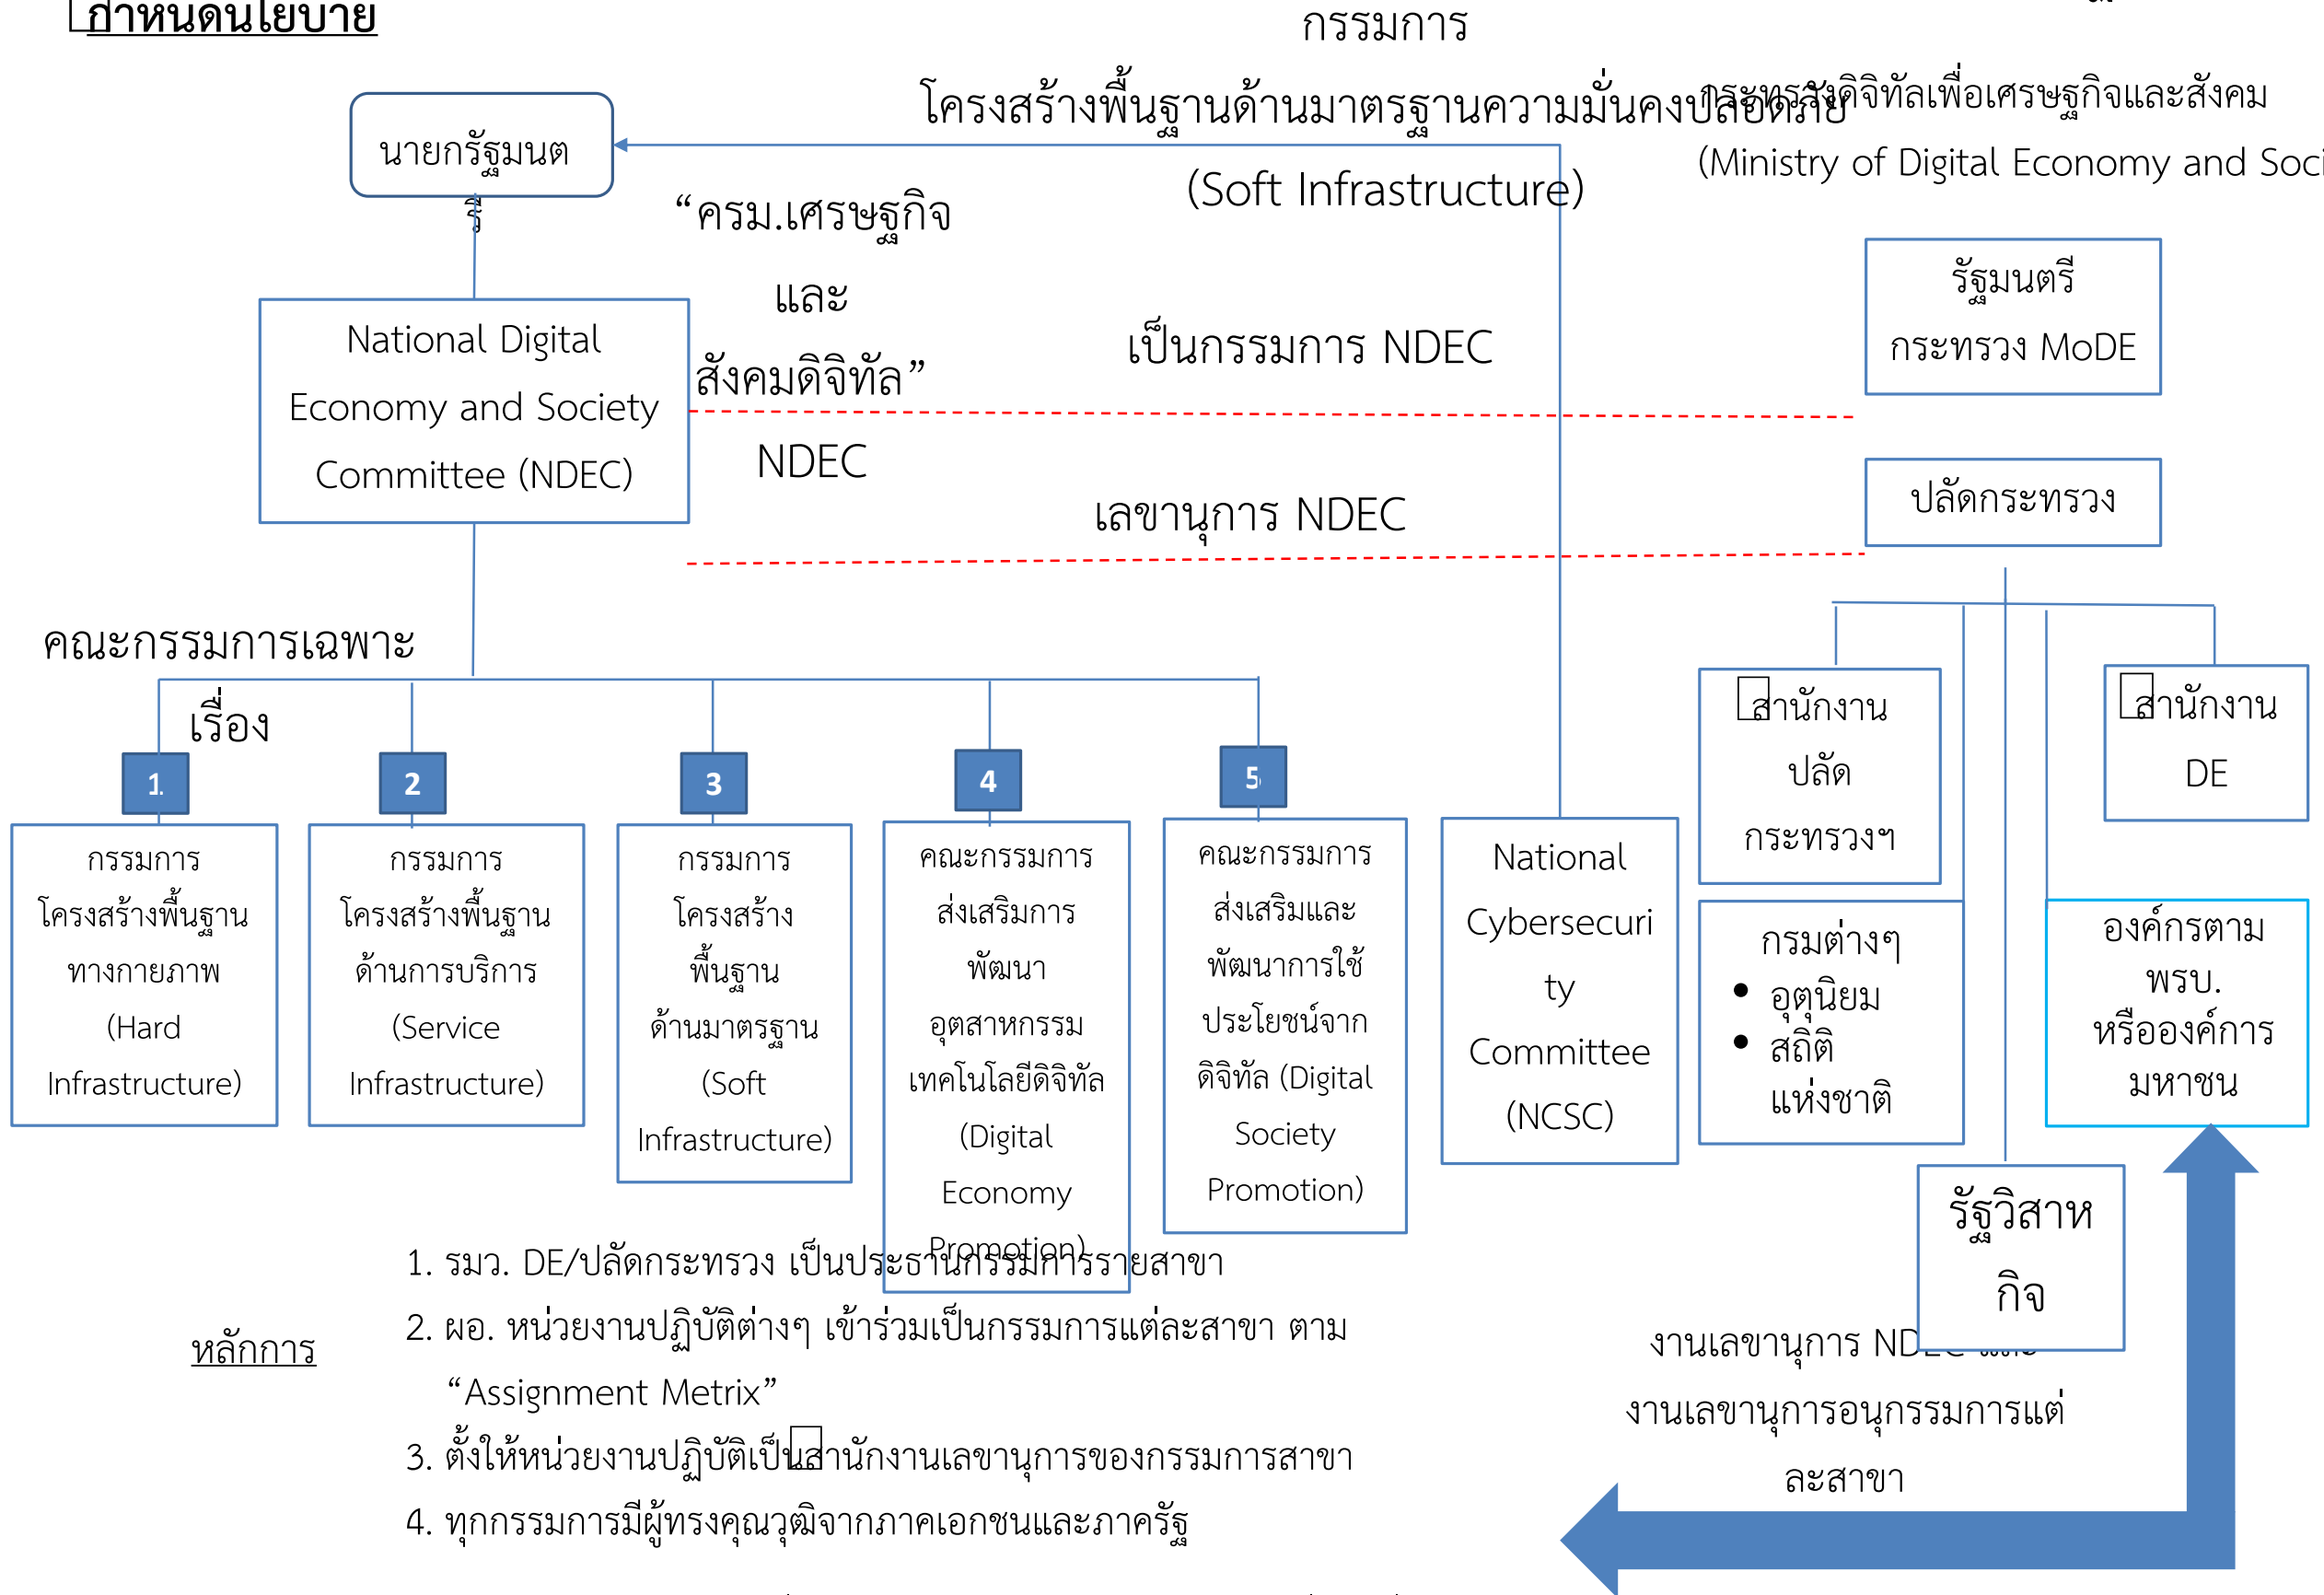 กำหนดนโยบาย
กรรมการ
โครงสร้างพื้นฐานด้านมาตรฐานความมั่นคงปลอดภัย
(Soft Infrastructure)
กระทรวงดิจิทัลเพื่อเศรษฐกิจและสังคม
(Ministry of Digital Economy and Soci
นายกรัฐมนต
รี
“ครม.เศรษฐกิจ
และ
สังคมดิจิทัล”
NDEC
National Digital
Economy and Society
Committee (NDEC)
เป็นกรรมการ NDEC
เลขานุการ NDEC
รัฐมนตรี
กระทรวง MoDE
ปลัดกระทรวง
คณะกรรมการเฉพาะ
เรื่อง
1.
กรรมการ
โครงสร้างพื้นฐาน
ทางกายภาพ
(Hard
Infrastructure)
2
กรรมการ
โครงสร้างพื้นฐาน
ด้านการบริการ
(Service
Infrastructure)
3
กรรมการ
โครงสร้าง
พื้นฐาน
ด้านมาตรฐาน
(Soft
Infrastructure)
4
คณะกรรมการ
ส่งเสริมการ
พัฒนา
อุตสาหกรรม
เทคโนโลยีดิจิทัล
(Digital
Economy
Promotion)
5
คณะกรรมการ
ส่งเสริมและ
พัฒนาการใช้
ประโยชน์จาก
ดิจิทัล (Digital
Society
Promotion)
National
Cybersecuri
ty
Committee
(NCSC)
สำนักงาน
ปลัด
กระทรวงฯ
สำนักงาน
DE
กรมต่างๆ
• อุตุนิยม
• สถิติ
แห่งชาติ
องค์กรตาม
พรบ.
หรือองค์การ
มหาชน
รัฐวิสาห
กิจ
หลักการ
1. รมว. DE/ปลัดกระทรวง เป็นประธานกรรมการรายสาขา
2. ผอ. หน่วยงานปฏิบัติต่างๆ เข้าร่วมเป็นกรรมการแต่ละสาขา ตาม
“Assignment Metrix”
3. ตั้งให้หน่วยงานปฏิบัติเป็นสำนักงานเลขานุการของกรรมการสาขา
4. ทุกกรรมการมีผู้ทรงคุณวุฒิจากภาคเอกชนและภาครัฐ
งานเลขานุการ NDEC และ
งานเลขานุการอนุกรรมการแต่
ละสาขา